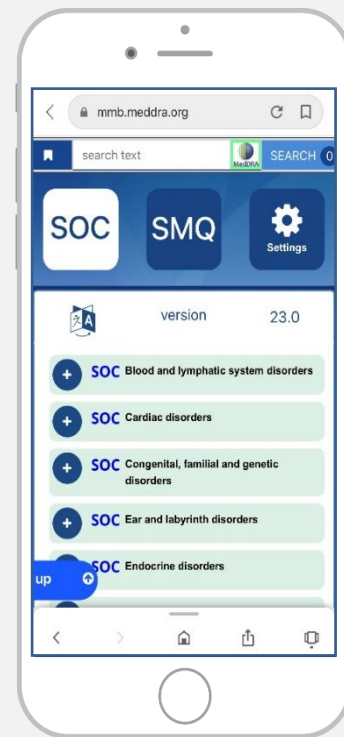 mmb.meddra.org
search text MedDRA SEARCH 0
SOC SMQ Settings
文A version 23.0
SOC Blood and lymphatic system disorders
SOC Cardiac disorders
SOC Congenital, familial and genetic
disorders
SOC Ear and labyrinth disorders
SOC Endocrine disorders
up